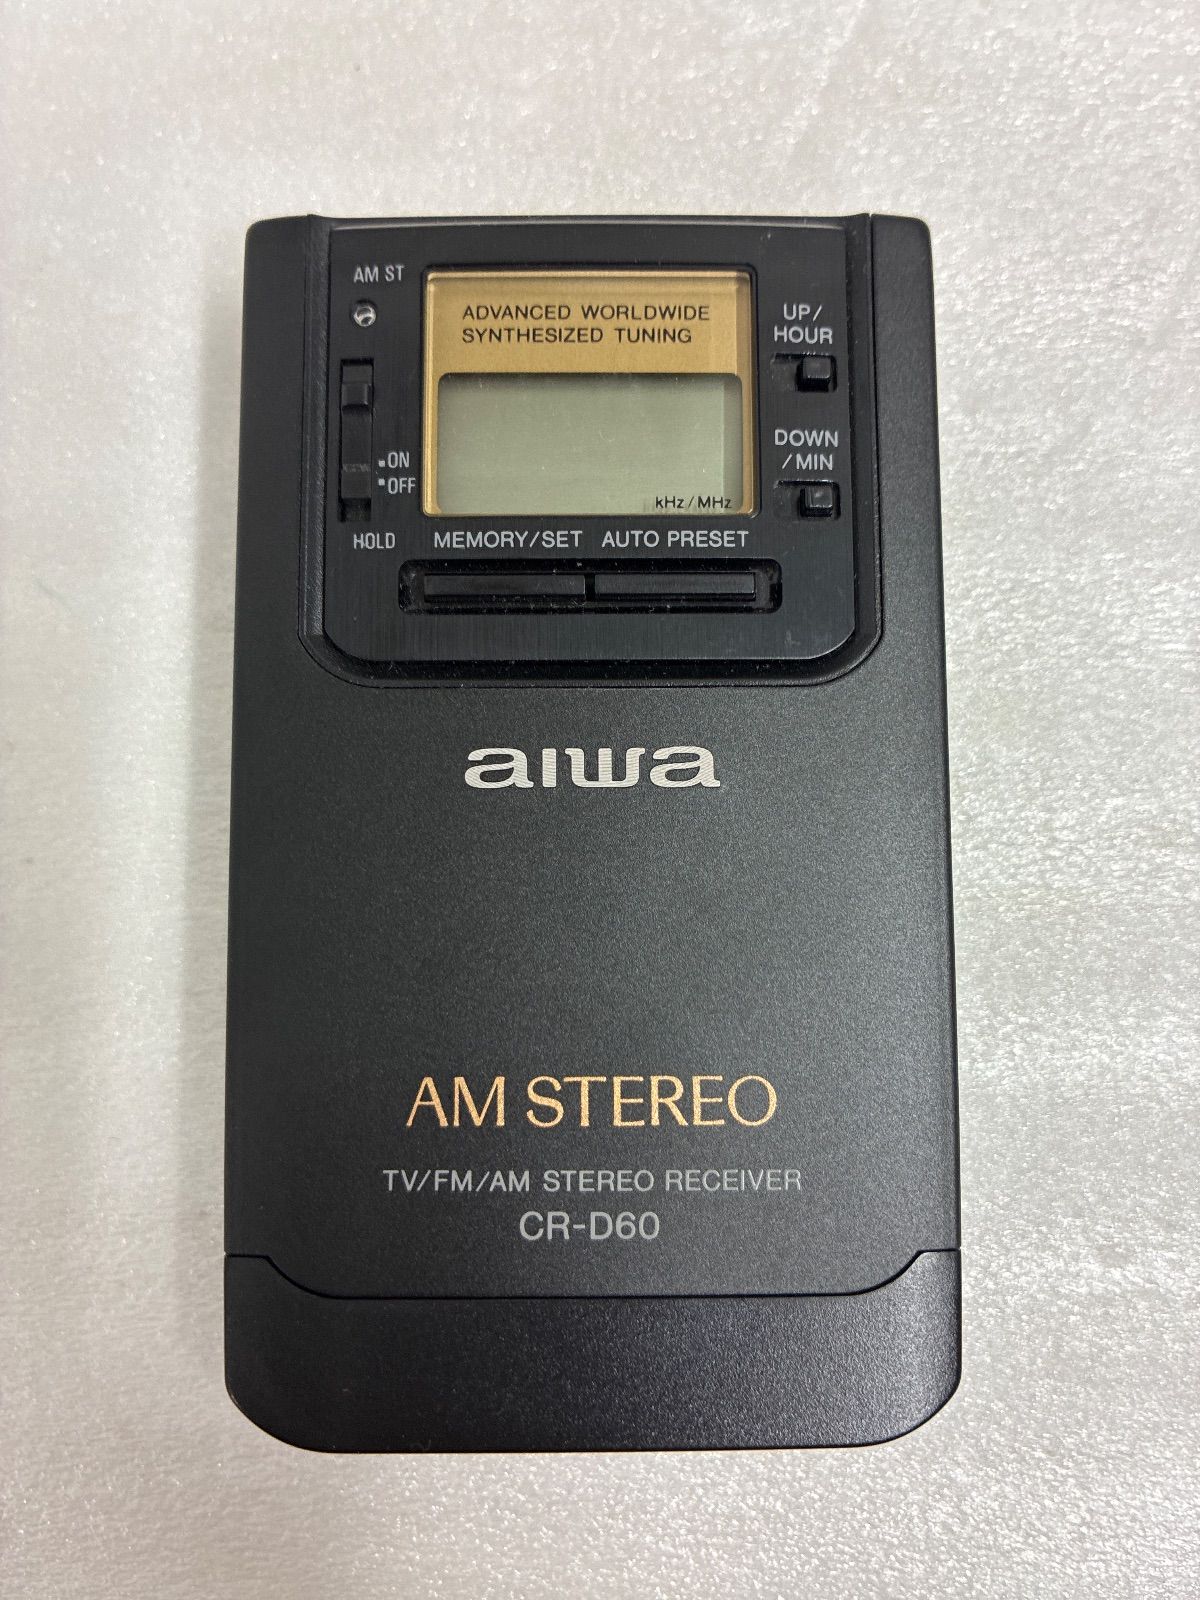 AM ST
ADVANCED WORLDWIDE
SYNTHESIZED TUNING
UP/
HOUR
DOWN
/MIN
ON
OFF
kHz/MHz
HOLD
MEMORY/SET AUTO PRESET
aiwa
AM STEREO
TV/FM/AM STEREO RECEIVER
CR-D60